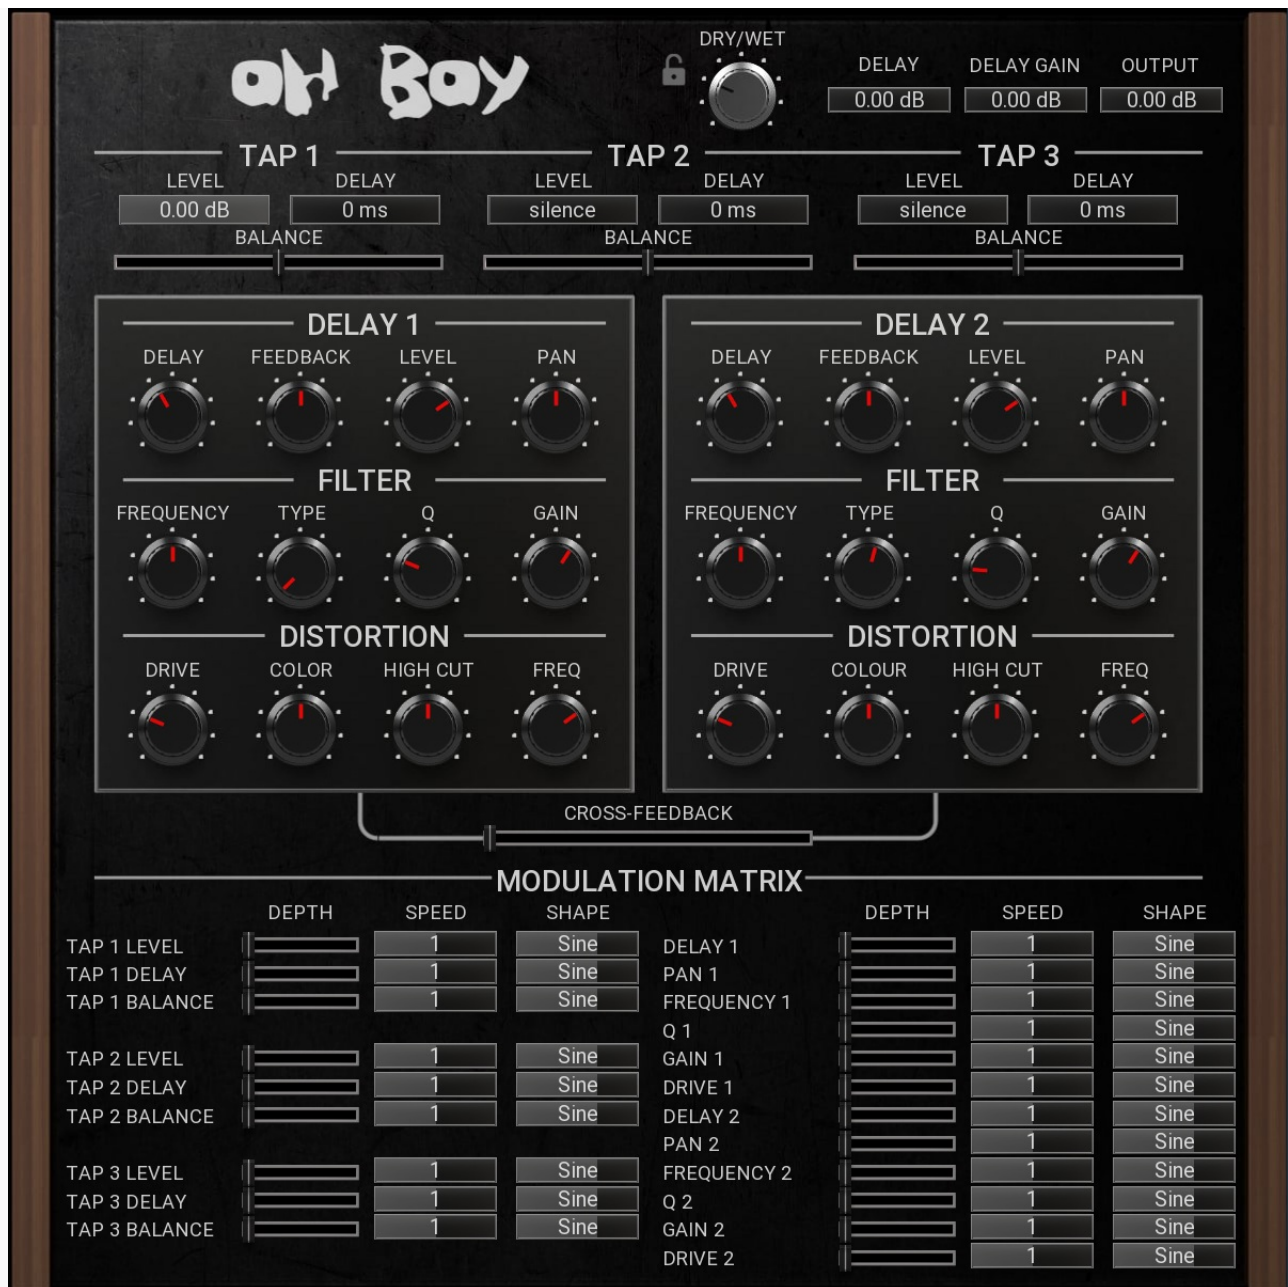 oH Boy
DRY/WET
DELAY DELAY GAIN OUTPUT
0.00 dB 0.00 dB 0.00 dB
TAP 1 TAP 2 TAP 3
LEVEL DELAY LEVEL DELAY LEVEL DELAY
0.00 dB 0 ms silence 0 ms silence 0 ms
BALANCE BALANCE BALANCE
DELAY 1 DELAY 2
DELAY FEEDBACK LEVEL PAN DELAY FEEDBACK LEVEL PAN
FILTER FILTER
FREQUENCY TYPE Q GAIN FREQUENCY TYPE Q GAIN
DISTORTION DISTORTION
DRIVE COLOR HIGH CUT FREQ DRIVE COLOUR HIGH CUT FREQ
CROSS-FEEDBACK
MODULATION MATRIX
DEPTH SPEED SHAPE DEPTH SPEED SHAPE
TAP 1 LEVEL 1 Sine DELAY 1 1 Sine
TAP 1 DELAY 1 Sine PAN 1 1 Sine
TAP 1 BALANCE 1 Sine FREQUENCY 1 1 Sine
Q 1 1 Sine
TAP 2 LEVEL 1 Sine GAIN 1 1 Sine
TAP 2 DELAY 1 Sine DRIVE 1 1 Sine
TAP 2 BALANCE 1 Sine DELAY 2 1 Sine
PAN 2 1 Sine
TAP 3 LEVEL 1 Sine FREQUENCY 2 1 Sine
TAP 3 DELAY 1 Sine Q 2 1 Sine
TAP 3 BALANCE 1 Sine GAIN 2 1 Sine
DRIVE 2 1 Sine